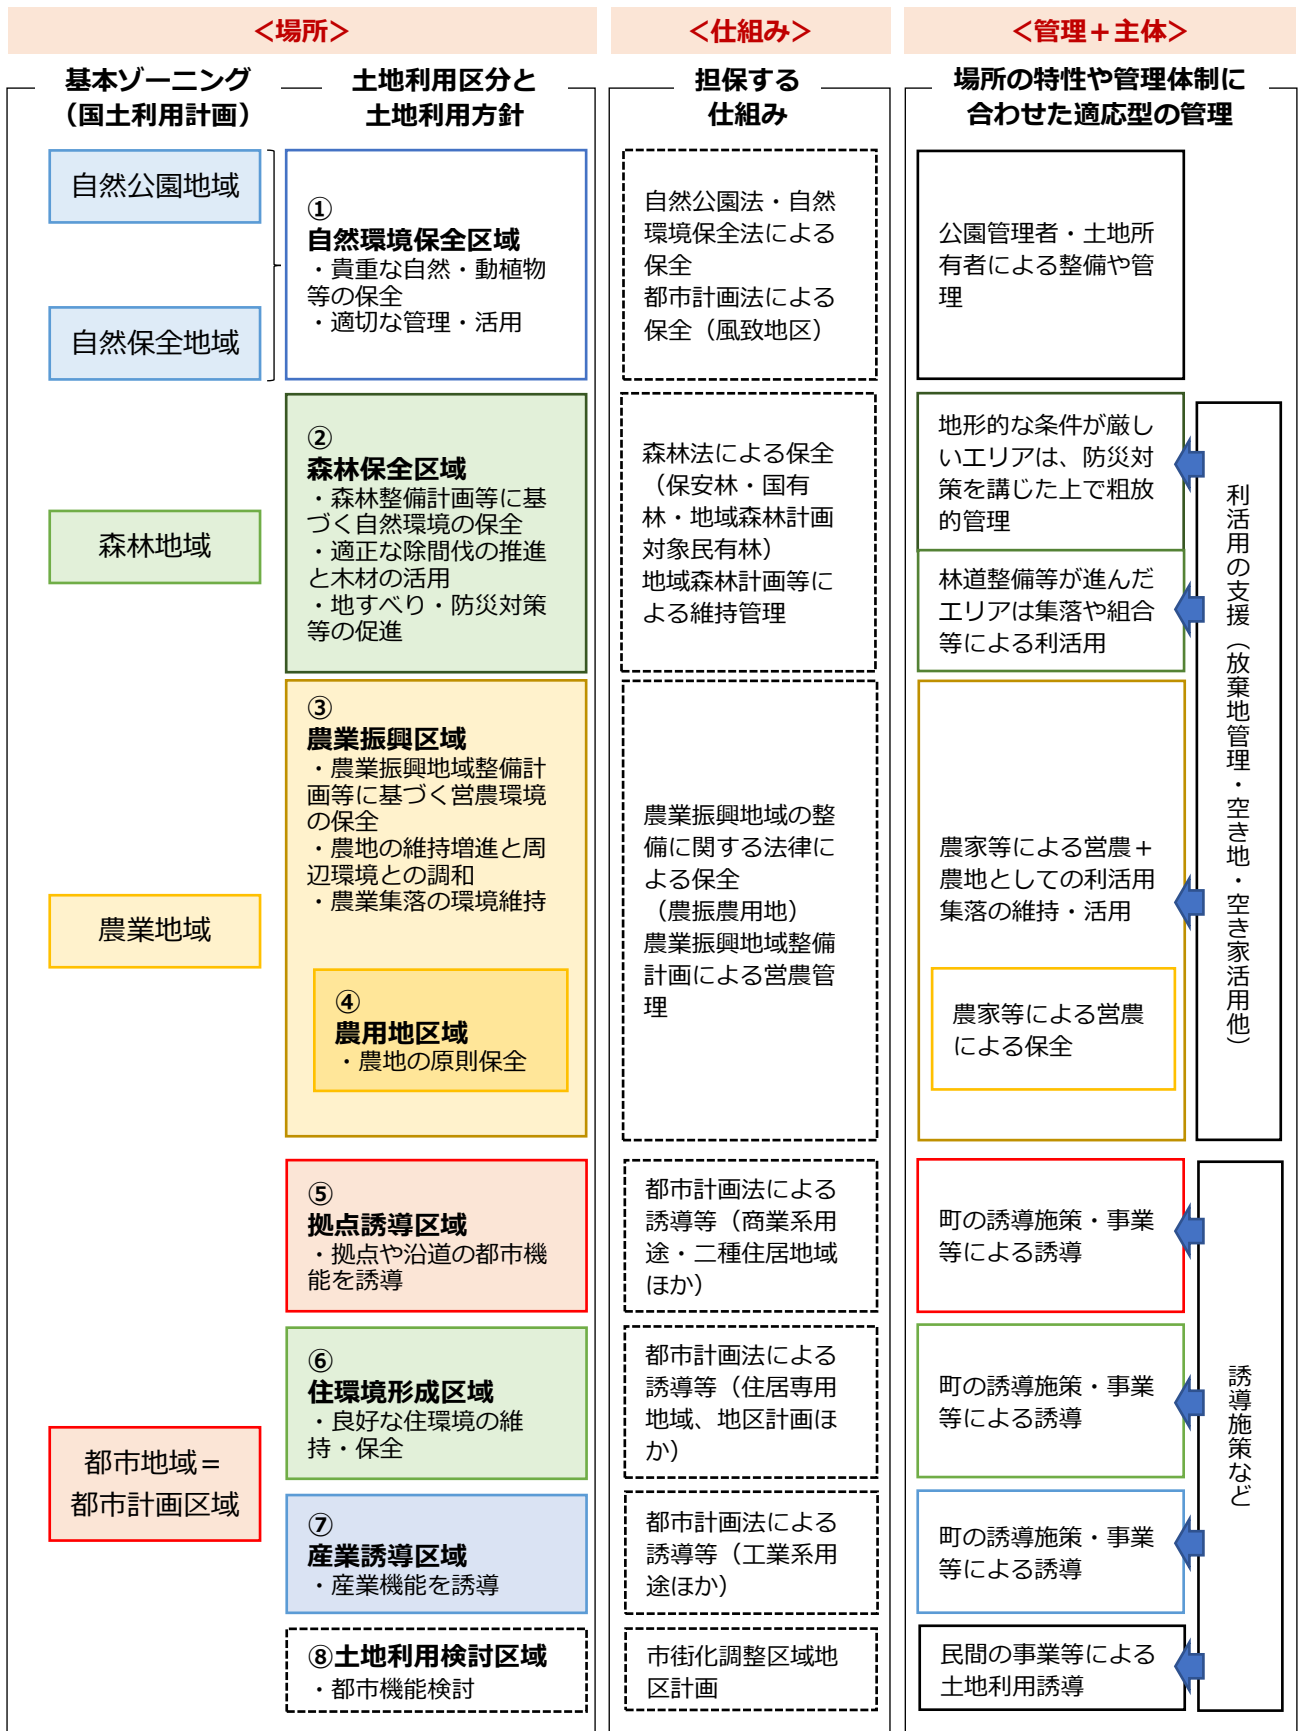 ＜場所＞
＜仕組み＞
＜管理＋主体＞
基本ゾーニング
（国土利用計画）
土地利用区分と
土地利用方針
担保する
仕組み
場所の特性や管理体制に
合わせた適応型の管理
自然公園地域
自然保全地域
①
自然環境保全区域
・貴重な自然・動植物
等の保全
・適切な管理・活用
自然公園法・自然
環境保全法による
保全
都市計画法による
保全（風致地区）
公園管理者・土地所
有者による整備や管
理
森林地域
②
森林保全区域
・森林整備計画等に基
づく自然環境の保全
・適正な除間伐の推進
と木材の活用
・地すべり・防災対策
等の促進
森林法による保全
（保安林・国有
林・地域森林計画
対象民有林）
地域森林計画等に
よる維持管理
地形的な条件が厳し
いエリアは、防災対
策を講じた上で粗放
的管理
林道整備等が進んだ
エリアは集落や組合
等による利活用
利活用の支援（放棄地管理・空き地・空き家活用他）
農業地域
③
農業振興区域
・農業振興地域整備計
画等に基づく営農環境
の保全
・農地の維持増進と周
辺環境との調和
・農業集落の環境維持
④
農用地区域
・農地の原則保全
農業振興地域の整
備に関する法律に
よる保全
（農振農用地）
農業振興地域整備
計画による営農管
理
農家等による営農＋
農地としての利活用
集落の維持・活用
農家等による営農
による保全
都市地域＝
都市計画区域
⑤
拠点誘導区域
・拠点や沿道の都市機
能を誘導
都市計画法による
誘導等（商業系用
途・二種住居地域
ほか）
町の誘導施策・事業
等による誘導
⑥
住環境形成区域
・良好な住環境の維
持・保全
都市計画法による
誘導等（住居専用
地域、地区計画ほ
か）
町の誘導施策・事業
等による誘導
⑦
産業誘導区域
・産業機能を誘導
都市計画法による
誘導等（工業系用
途ほか）
町の誘導施策・事業
等による誘導
⑧土地利用検討区域
・都市機能検討
市街化調整区域地
区計画
民間の事業等による
土地利用誘導
誘導施策など